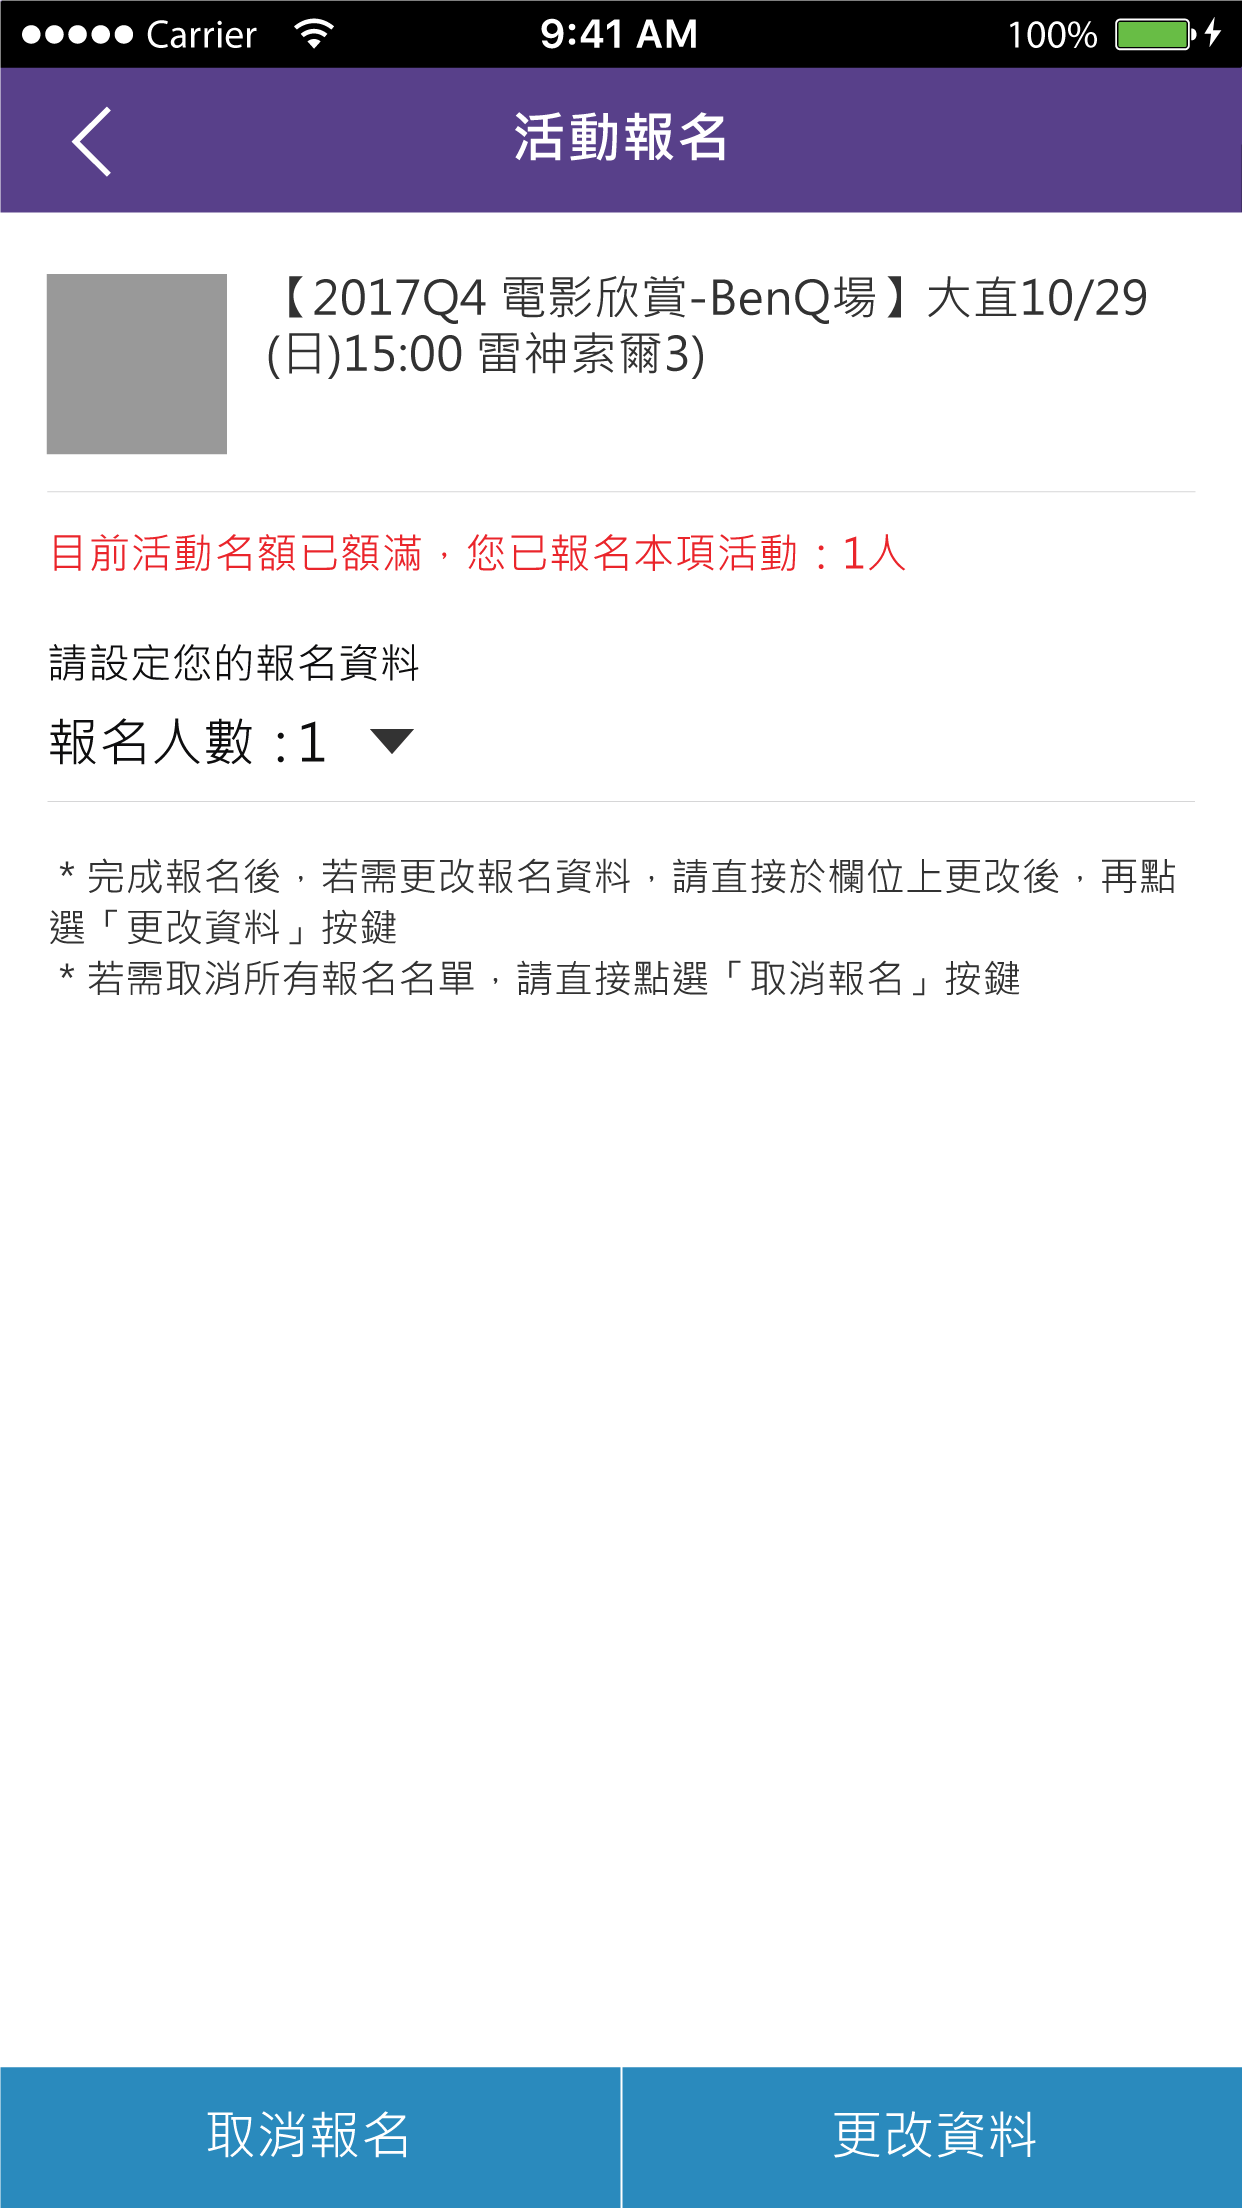 Carrier 9:41 AM 100%
活動報名
【2017Q4 電影欣賞-BenQ場】大直10/29
(日)15:00 雷神索爾3)
目前活動名額已額滿，您已報名本項活動：1人
請設定您的報名資料
報名人數：1
* 完成報名後，若需更改報名資料，請直接於欄位上更改後，再點
選「更改資料」按鍵
* 若需取消所有報名名單，請直接點選「取消報名」按鍵
取消報名
更改資料